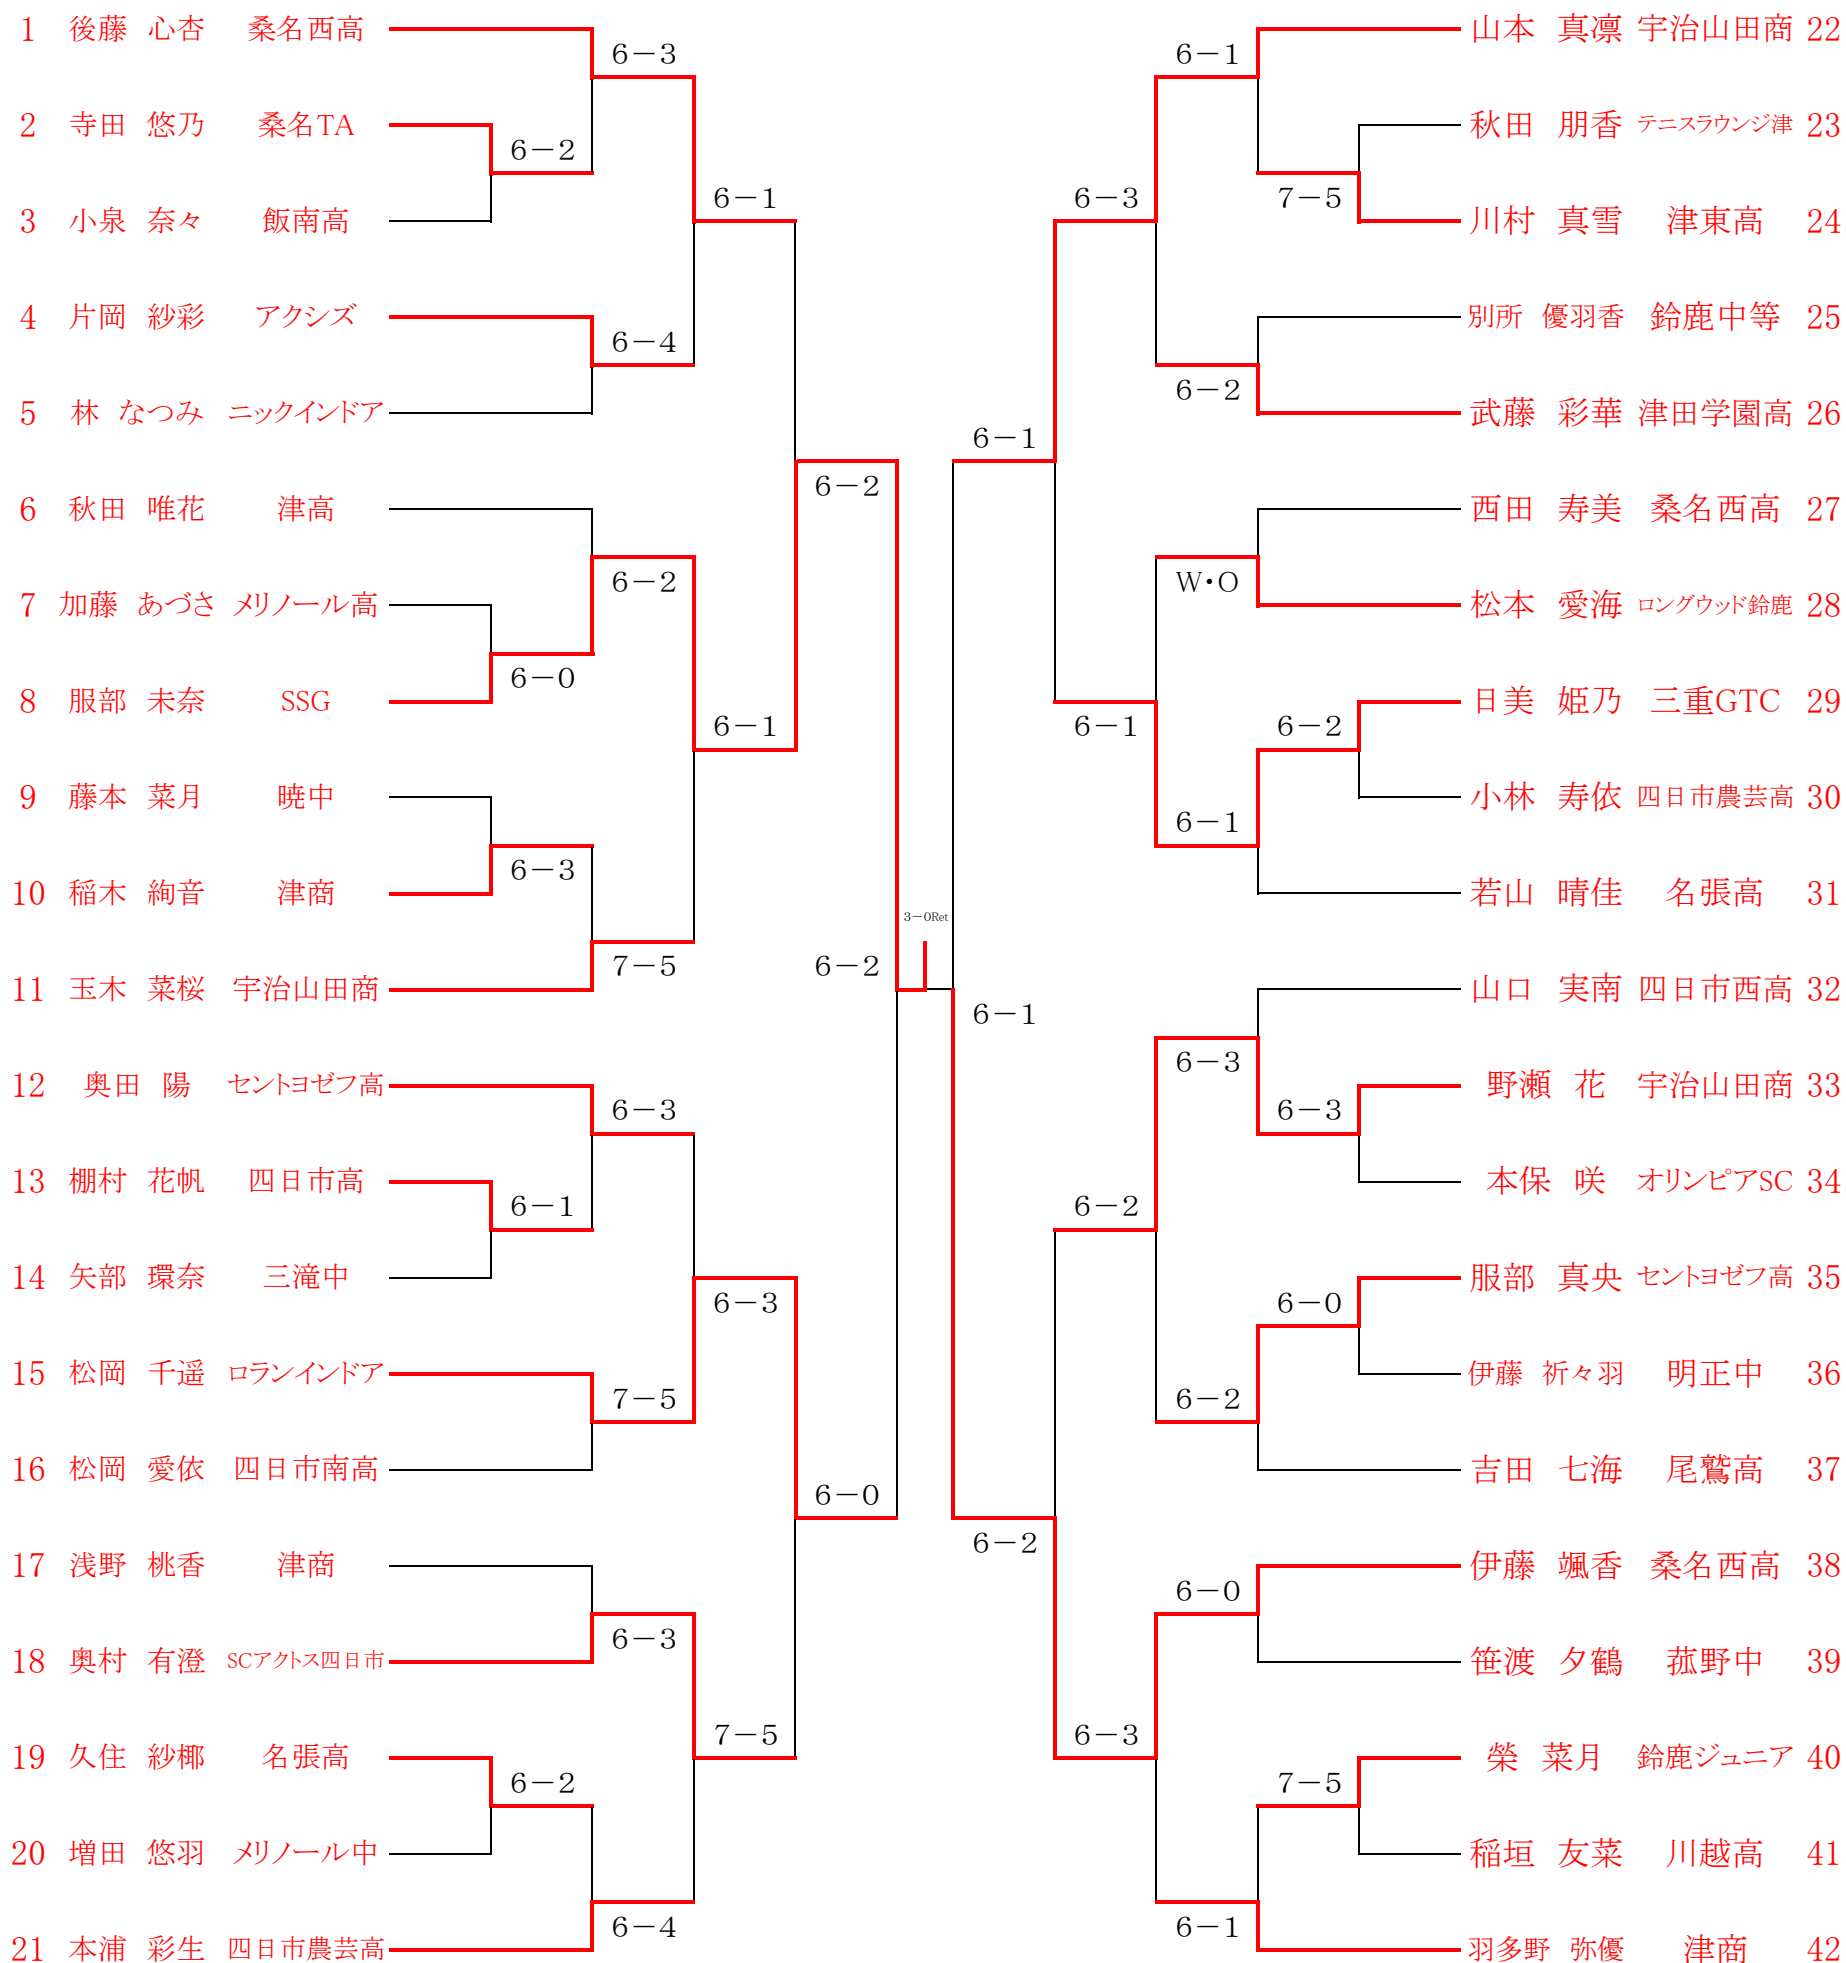 1 後藤 心杏 桑名西高
6−3
2 寺田 悠乃 桑名TA
6−2
3 小泉 奈々 飯南高
6−1
4 片岡 紗彩 アクシズ
6−4
5 林 なつみ ニックインドア
6−2
6 秋田 唯花 津高
6−2
7 加藤 あづさ メリノール高
6−0
8 服部 未奈 SSG
6−1
9 藤本 菜月 暁中
6−3
10 稲木 絢音 津商
7−5
11 玉木 菜桜 宇治山田商
6−2
3−0Ret
12 奥田 陽 セントヨゼフ高
6−3
13 棚村 花帆 四日市高
6−1
14 矢部 環奈 三滝中
6−3
15 松岡 千遥 ロランインドア
7−5
16 松岡 愛依 四日市南高
6−0
17 浅野 桃香 津商
6−3
18 奥村 有澄 SCアクトス四日市
7−5
19 久住 紗椰 名張高
6−2
20 増田 悠羽 メリノール中
6−4
21 本浦 彩生 四日市農芸高
山本 真凛 宇治山田商 22
6−1
秋田 朋香 テニスラウンジ津 23
7−5
川村 真雪 津東高 24
6−3
別所 優羽香 鈴鹿中等 25
6−2
武藤 彩華 津田学園高 26
6−1
西田 寿美 桑名西高 27
W・O
松本 愛海 ロングウッド鈴鹿 28
日美 姫乃 三重GTC 29
6−2
6−1
小林 寿依 四日市農芸高 30
6−1
若山 晴佳 名張高 31
山口 実南 四日市西高 32
6−1
6−3
野瀬 花 宇治山田商 33
6−3
本保 咲 オリンピアSC 34
6−2
服部 真央 セントヨゼフ高 35
6−0
伊藤 祈々羽 明正中 36
6−2
吉田 七海 尾鷲高 37
6−2
伊藤 颯香 桑名西高 38
6−0
笹渡 夕鶴 菰野中 39
6−3
榮 菜月 鈴鹿ジュニア 40
7−5
稲垣 友菜 川越高 41
6−1
羽多野 弥優 津商 42